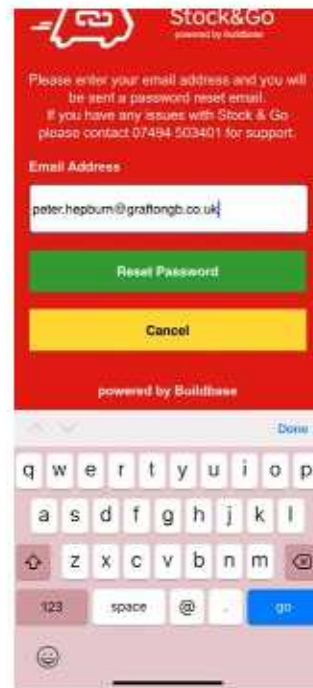 Stock&Go
powered by Buildbase
Please enter your email address and you will
be sent a password reset email.
If you have any issues with Stock & Go
please contact 07494 503401 for support.
Email Address
peter.hepburn@graftongb.co.uk
Reset Password
Cancel
powered by Buildbase
Done
q w e r t y u i o p
a s d f g h j k l
z x c v b n m
123 space @ . go